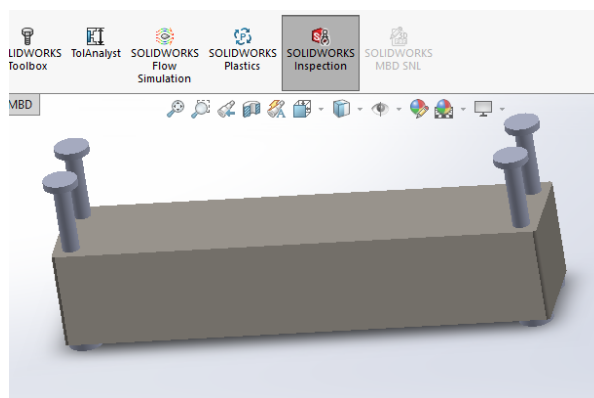 LIDWORKS
Toolbox
TolAnalyst
SOLIDWORKS
Flow
Simulation
SOLIDWORKS
Plastics
SOLIDWORKS
Inspection
SOLIDWORKS
MBD SNL
MBD